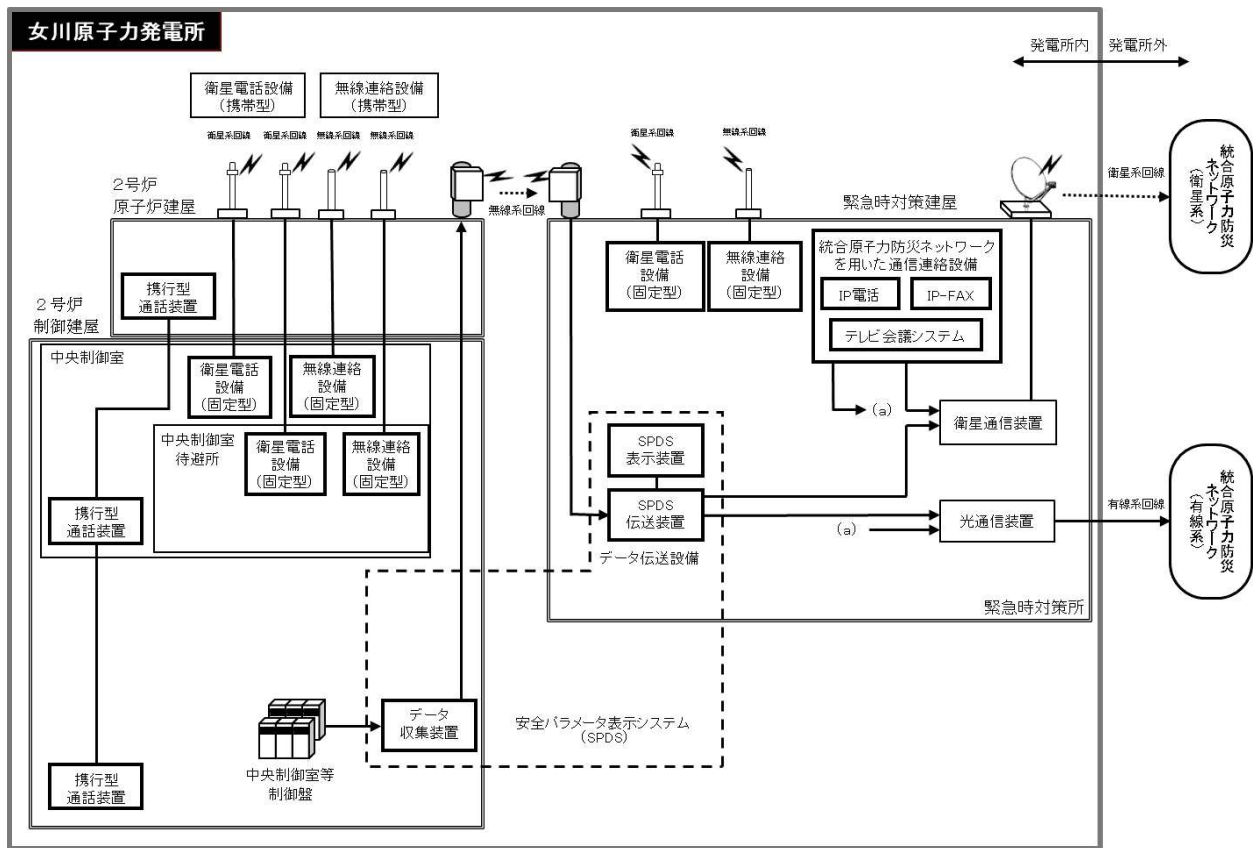 女川原子力発電所
発電所内
発電所外
衛星電話設備
(携帯型)
無線連絡設備
(携帯型)
衛星系回線
衛星系回線
無線系回線
無線系回線
衛星系回線
無線系回線
2号炉
原子炉建屋
無線系回線
緊急時対策建屋
衛星系回線
統合原子力防災
ネットワーク
(衛星系)
携行型
通話装置
衛星電話
設備
(固定型)
無線連絡
設備
(固定型)
統合原子力防災ネットワーク
を用いた通信連絡設備
IP電話
IP-FAX
テレビ会議システム
2号炉
制御建屋
中央制御室
衛星電話
設備
(固定型)
無線連絡
設備
(固定型)
(a)
衛星通信装置
中央制御室
待避所
衛星電話
設備
(固定型)
無線連絡
設備
(固定型)
SPDS
表示装置
携行型
通話装置
SPDS
伝送装置
データ伝送設備
(a)
光通信装置
有線系回線
統合原子力防災
ネットワーク
(有線系)
緊急時対策所
データ
収集装置
安全パラメータ表示システム
(SPDS)
中央制御室等
制御盤
携行型
通話装置